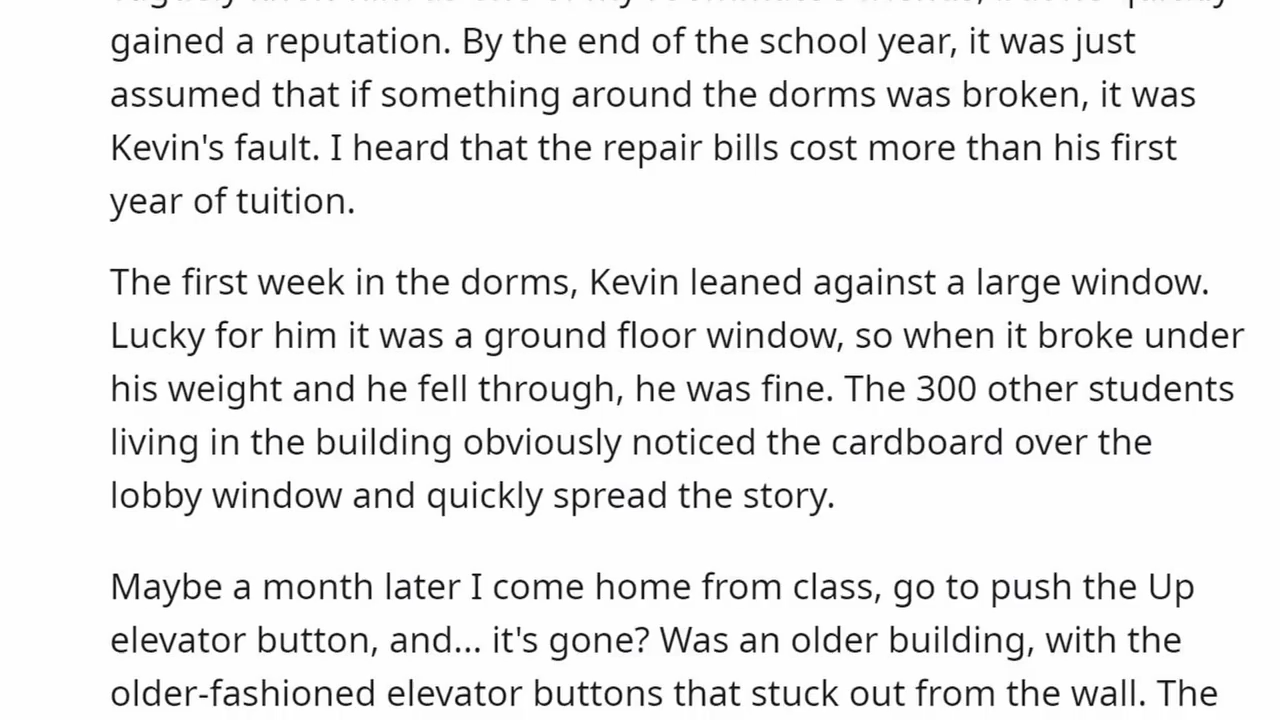 gained a reputation. By the end of the school year, it was just
assumed that if something around the dorms was broken, it was
Kevin's fault. I heard that the repair bills cost more than his first
year of tuition.
The first week in the dorms, Kevin leaned against a large window.
Lucky for him it was a ground floor window, so when it broke under
his weight and he fell through, he was fine. The 300 other students
living in the building obviously noticed the cardboard over the
lobby window and quickly spread the story.
Maybe a month later I come home from class, go to push the Up
elevator button, and... it's gone? Was an older building, with the
older-fashioned elevator buttons that stuck out from the wall. The